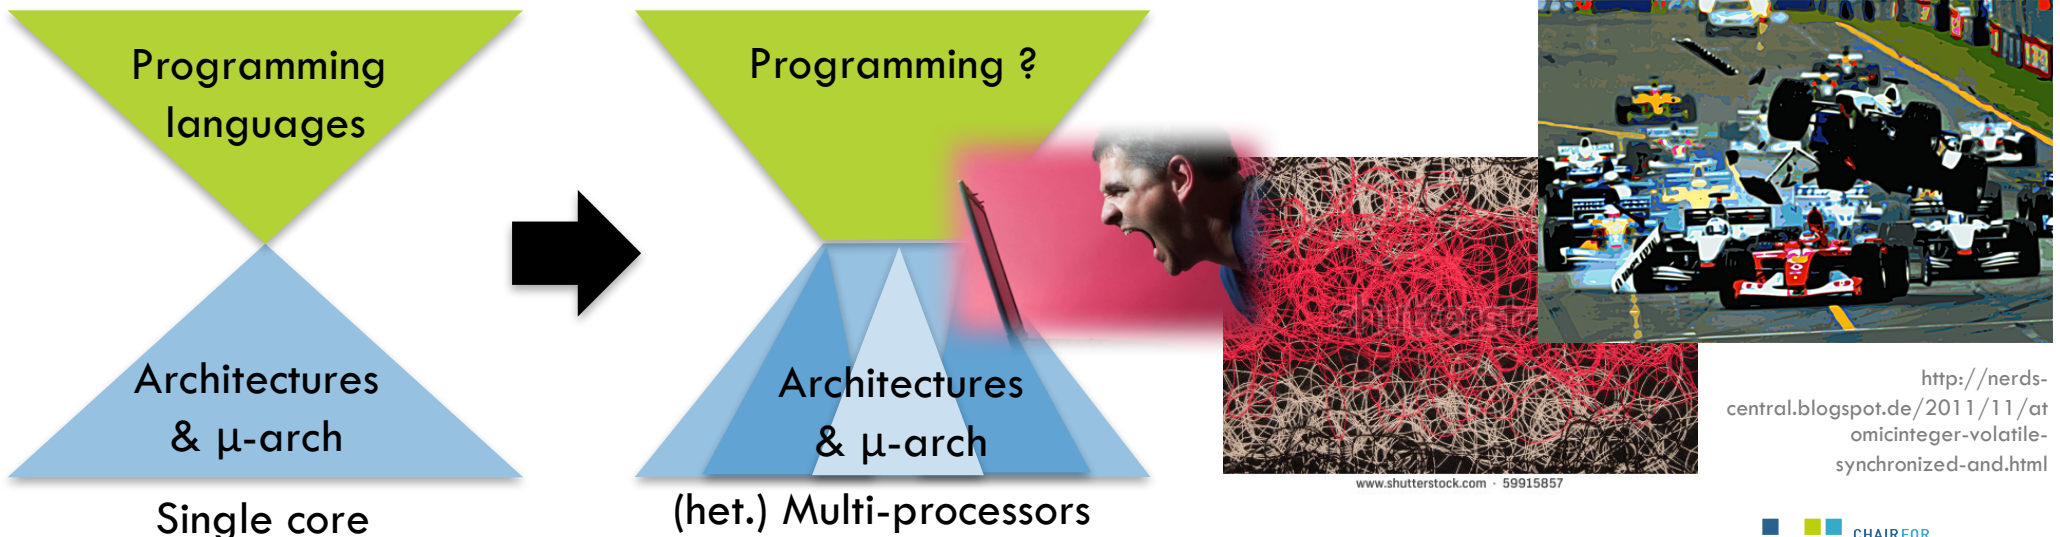 Programming
languages
Architectures
& μ-arch
Single core
Programming ?
Architectures
& μ-arch
(het.) Multi-processors
www.shutterstock.com · 59915857
http://nerds-
central.blogspot.de/2011/11/at
omicinteger-volatile-
synchronized-and.html
CHAIR FOR